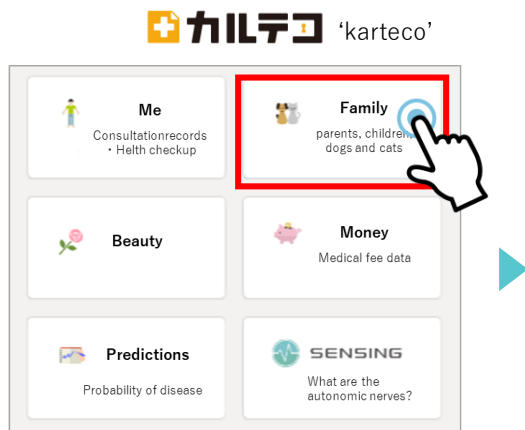 カルテコ 'karteco'
Me
Consultationrecords
・Helth checkup
Family
parents, children,
dogs and cats
Beauty
Money
Medical fee data
Predictions
Probability of disease
SENSING
What are the
autonomic nerves?